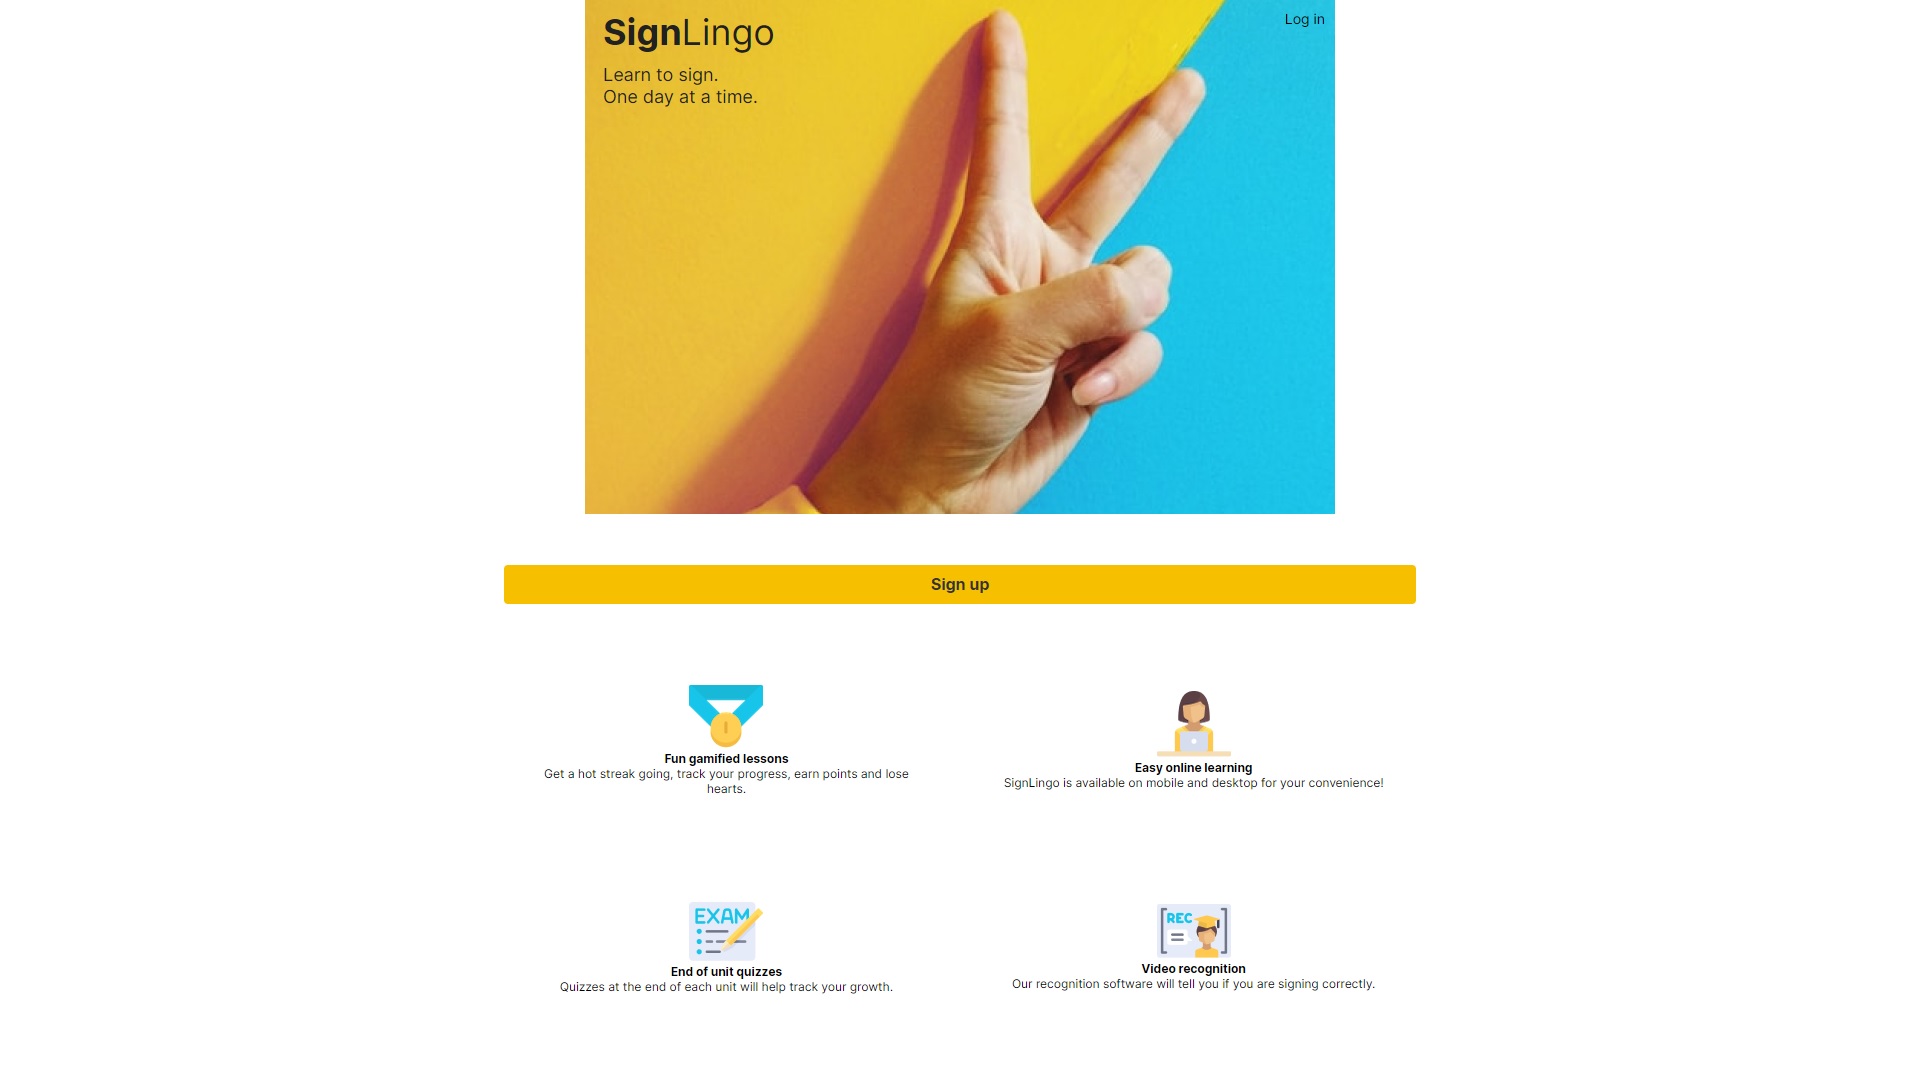 SignLingo
Log in
Learn to sign.
One day at a time.
Sign up
Fun gamified lessons
Get a hot streak going, track your progress, earn points and lose
hearts.
Easy online learning
SignLingo is available on mobile and desktop for your convenience!
EXAM
End of unit quizzes
Quizzes at the end of each unit will help track your growth.
REC
Video recognition
Our recognition software will tell you if you are signing correctly.